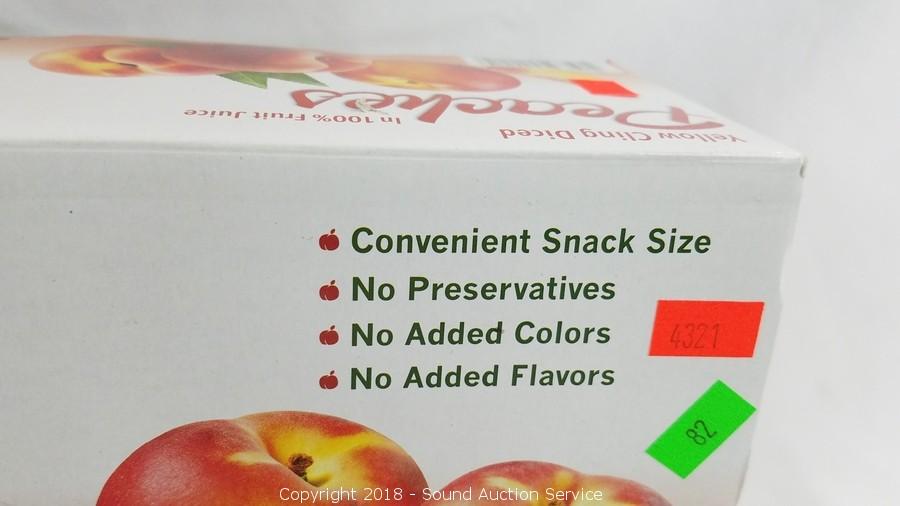 Yellow Cling Diced
Peaches
In 100% Fruit Juice
Convenient Snack Size
No Preservatives
No Added Colors
No Added Flavors
4321
82
Copyright 2018 - Sound Auction Service